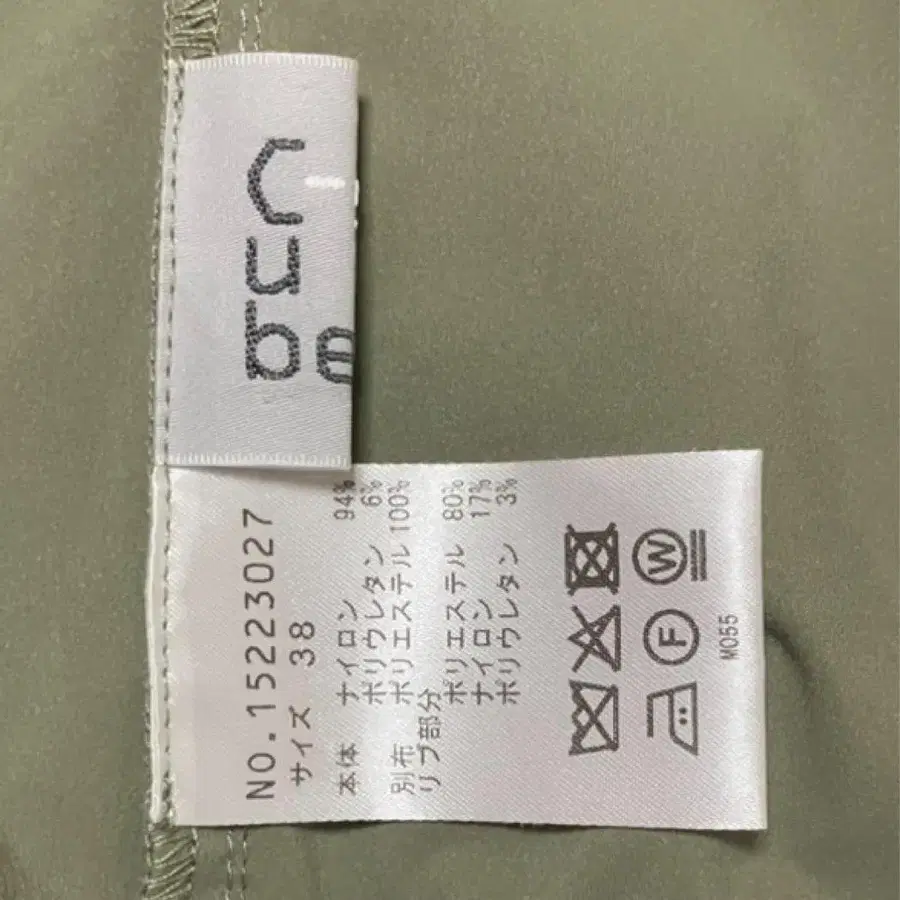 Cub
e
NO.15223027
サイズ 38
本体 ナイロン 94%
ポリウレタン 6%
別布 ポリエステル 100%
リブ部分
ポリエステル 80%
ナイロン 17%
ポリウレタン 3%
F W
M055